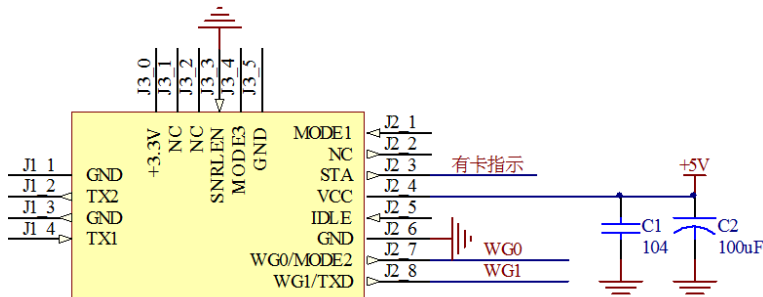 J3_0
J3_1
J3_2
J3_3
J3_4
J3_5
+3.3V
NC
NC
SNRLEN
MODE3
GND
J1_1 GND
J1_2 TX2
J1_3 GND
J1_4 TX1
MODE1 J2_1
NC J2_2
STA J2_3 有卡指示
VCC J2_4 +5V
IDLE J2_5
GND J2_6
WG0/MODE2 J2_7 WG0
WG1/TXD J2_8 WG1
C1
104
C2
100uF